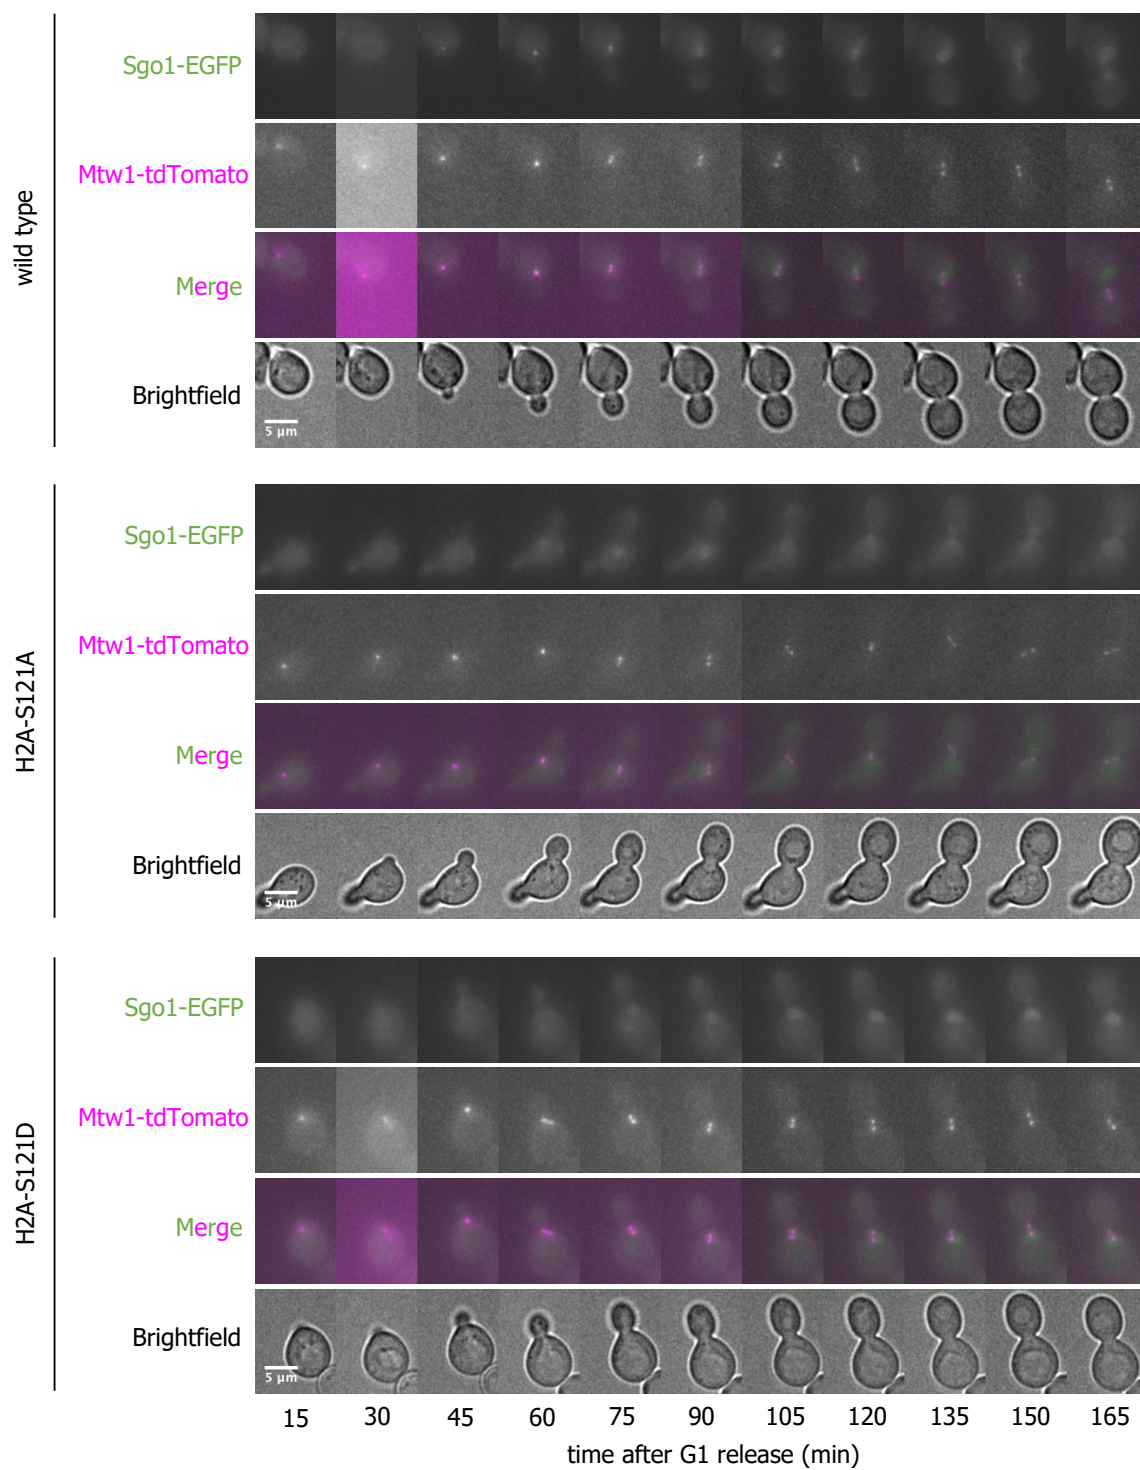 wild type
Sgo1-EGFP
Mtw1-tdTomato
Merge
Brightfield
5 µm
H2A-S121A
Sgo1-EGFP
Mtw1-tdTomato
Merge
Brightfield
5 µm
H2A-S121D
Sgo1-EGFP
Mtw1-tdTomato
Merge
Brightfield
5 µm
15 30 45 60 75 90 105 120 135 150 165
time after G1 release (min)